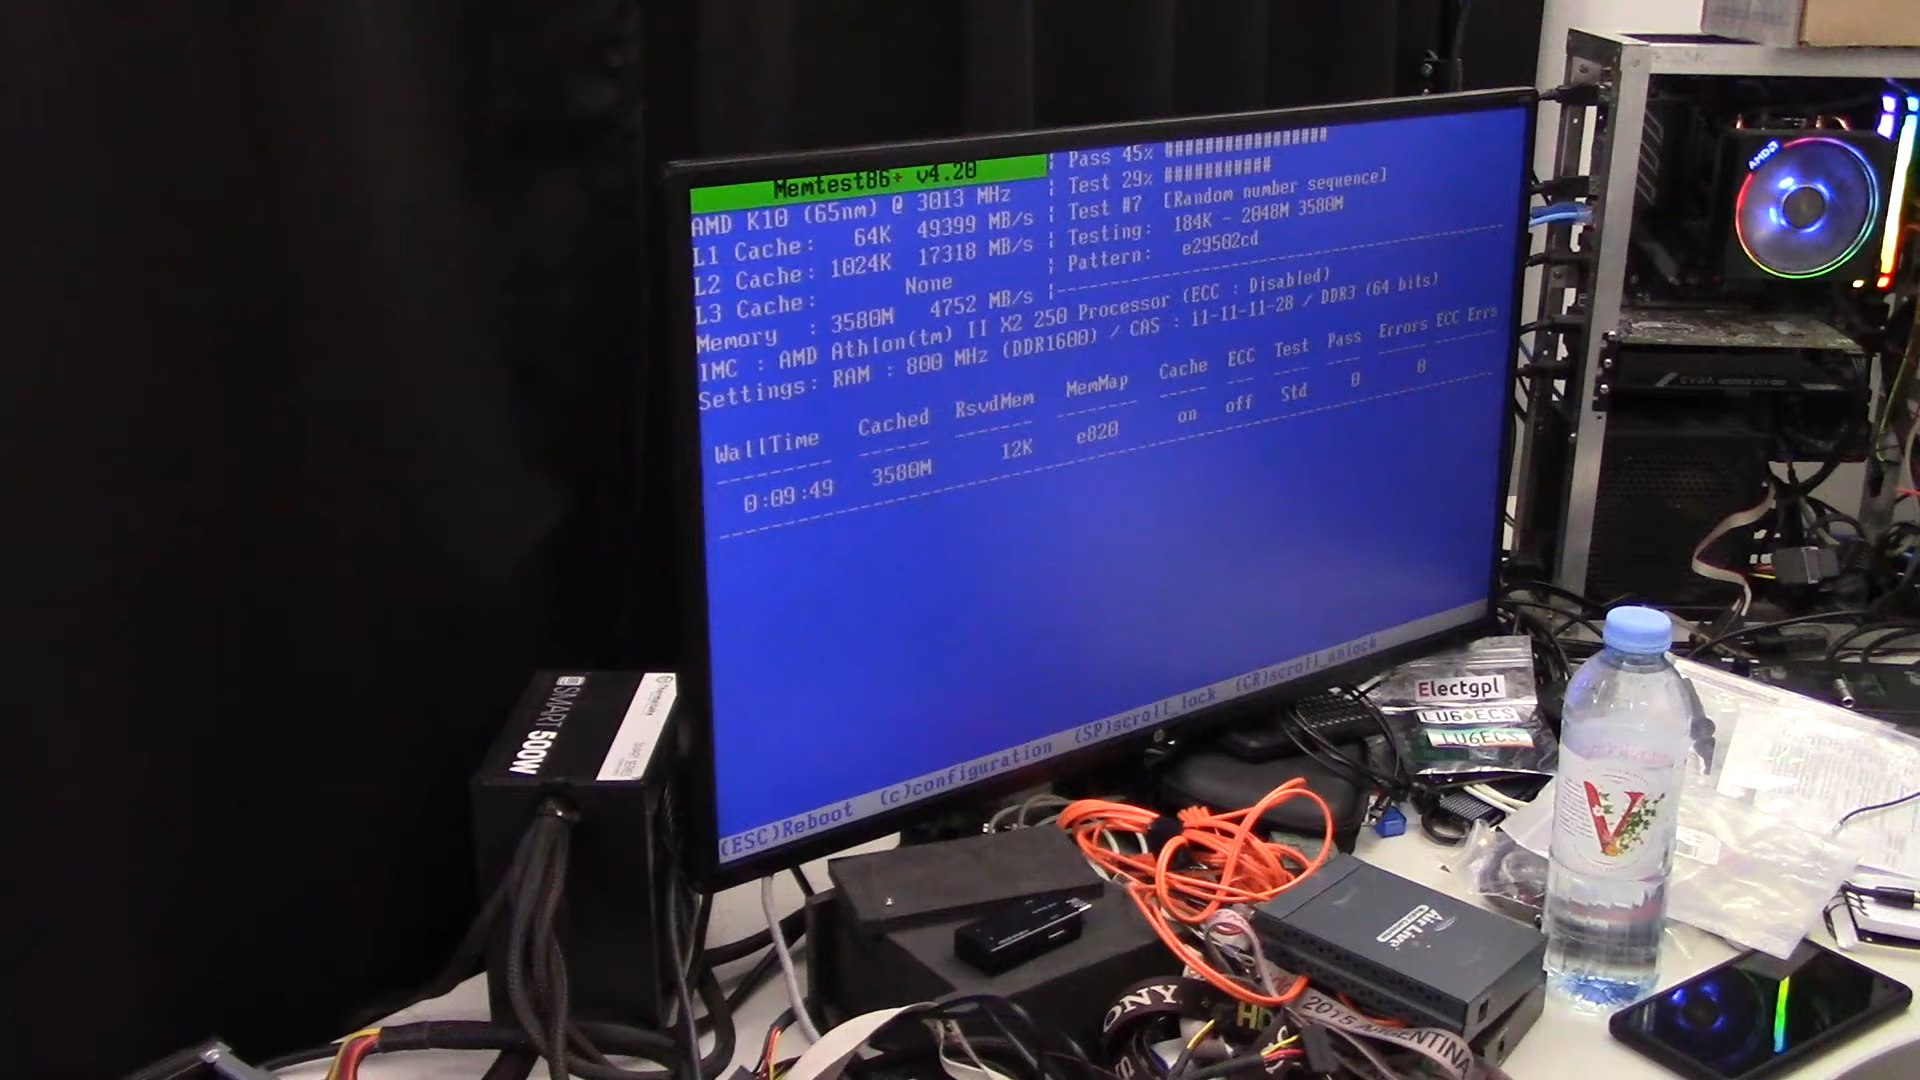 Memtest86+ v4.20
AMD K10 (65nm) @ 3013 MHz
L1 Cache: 64K 49399 MB/s
L2 Cache: 1024K 17318 MB/s
L3 Cache: None
Memory : 3580M 4752 MB/s
Pass 45% ################
Test 29% ###########
Test #7 [Random number sequence]
Testing: 184K - 2048M 3580M
Pattern: e29502cd
IMC : AMD Athlon(tm) II X2 250 Processor (ECC : Disabled)
Settings: RAM : 800 MHz (DDR1600) / CAS : 11-11-11-28 / DDR3 (64 bits)
WallTime Cached RsvdMem MemMap Cache ECC Test Pass Errors ECC Errs
0:09:49 3580M 12K e820 on off Std 0 0
(ESC)Reboot (c)configuration (SP)scroll_lock (CR)scroll_unlock
AMD
EVGA
SMART 500W
Electgpl
LU6ECS
LU6ECS
Air Live
V
SONY
HD
2015 ARGENTINA